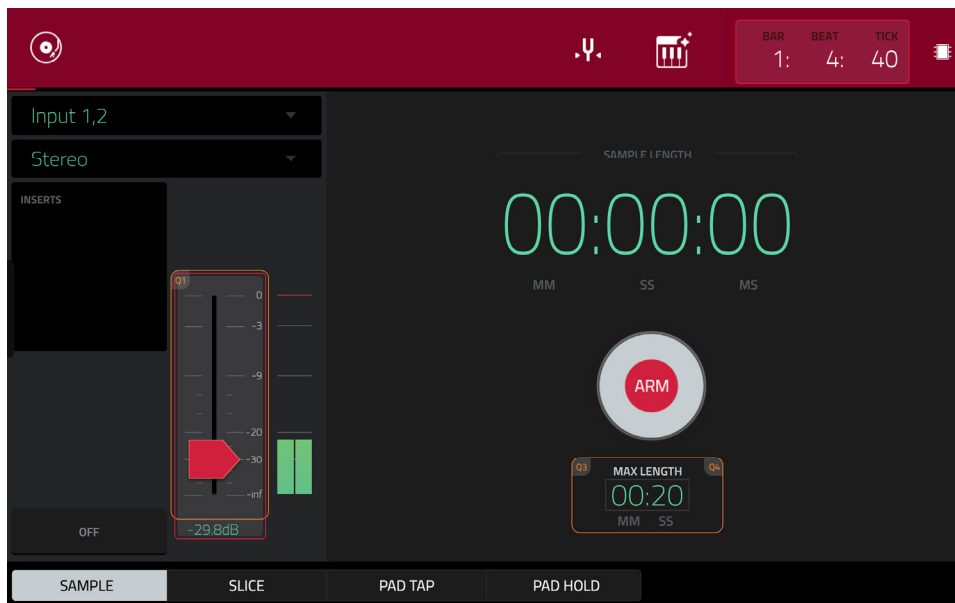 BAR BEAT TICK
1: 4: 40
Input 1,2
Stereo
INSERTS
Q1
0
-3
-9
-20
-30
-inf
-29.8dB
OFF
SAMPLE LENGTH
00:00:00
MM SS MS
ARM
Q3 MAX LENGTH Q4
00:20
MM SS
SAMPLE SLICE PAD TAP PAD HOLD